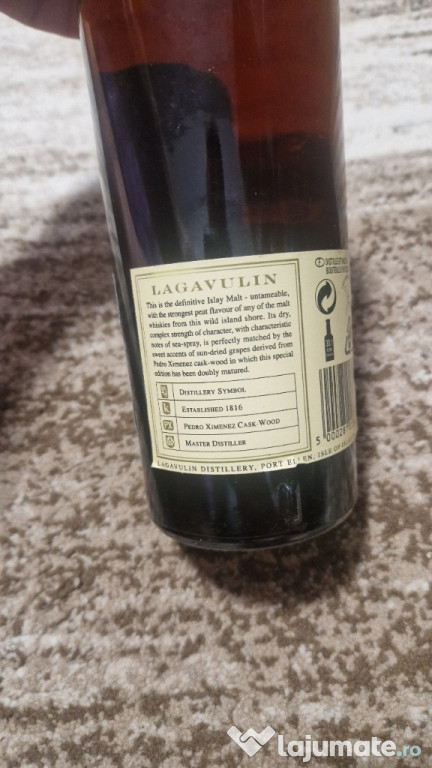 LAGAVULIN
This is the definitive Islay Malt - untameable,
with the strongest peat flavour of any of the malt
whiskies from this wild island shore. Its dry,
complex strength of character, with characteristic
notes of sea-spray, is perfectly matched by the
sweet accents of sun-dried grapes derived from
Pedro Ximenez cask-wood in which this special
edition has been doubly matured.
DISTILLERY SYMBOL
ESTABLISHED 1816
PX PEDRO XIMENEZ CASK WOOD
MASTER DISTILLER
LAGAVULIN DISTILLERY, PORT ELLEN, ISLE OF
5 000281
lajumate.ro